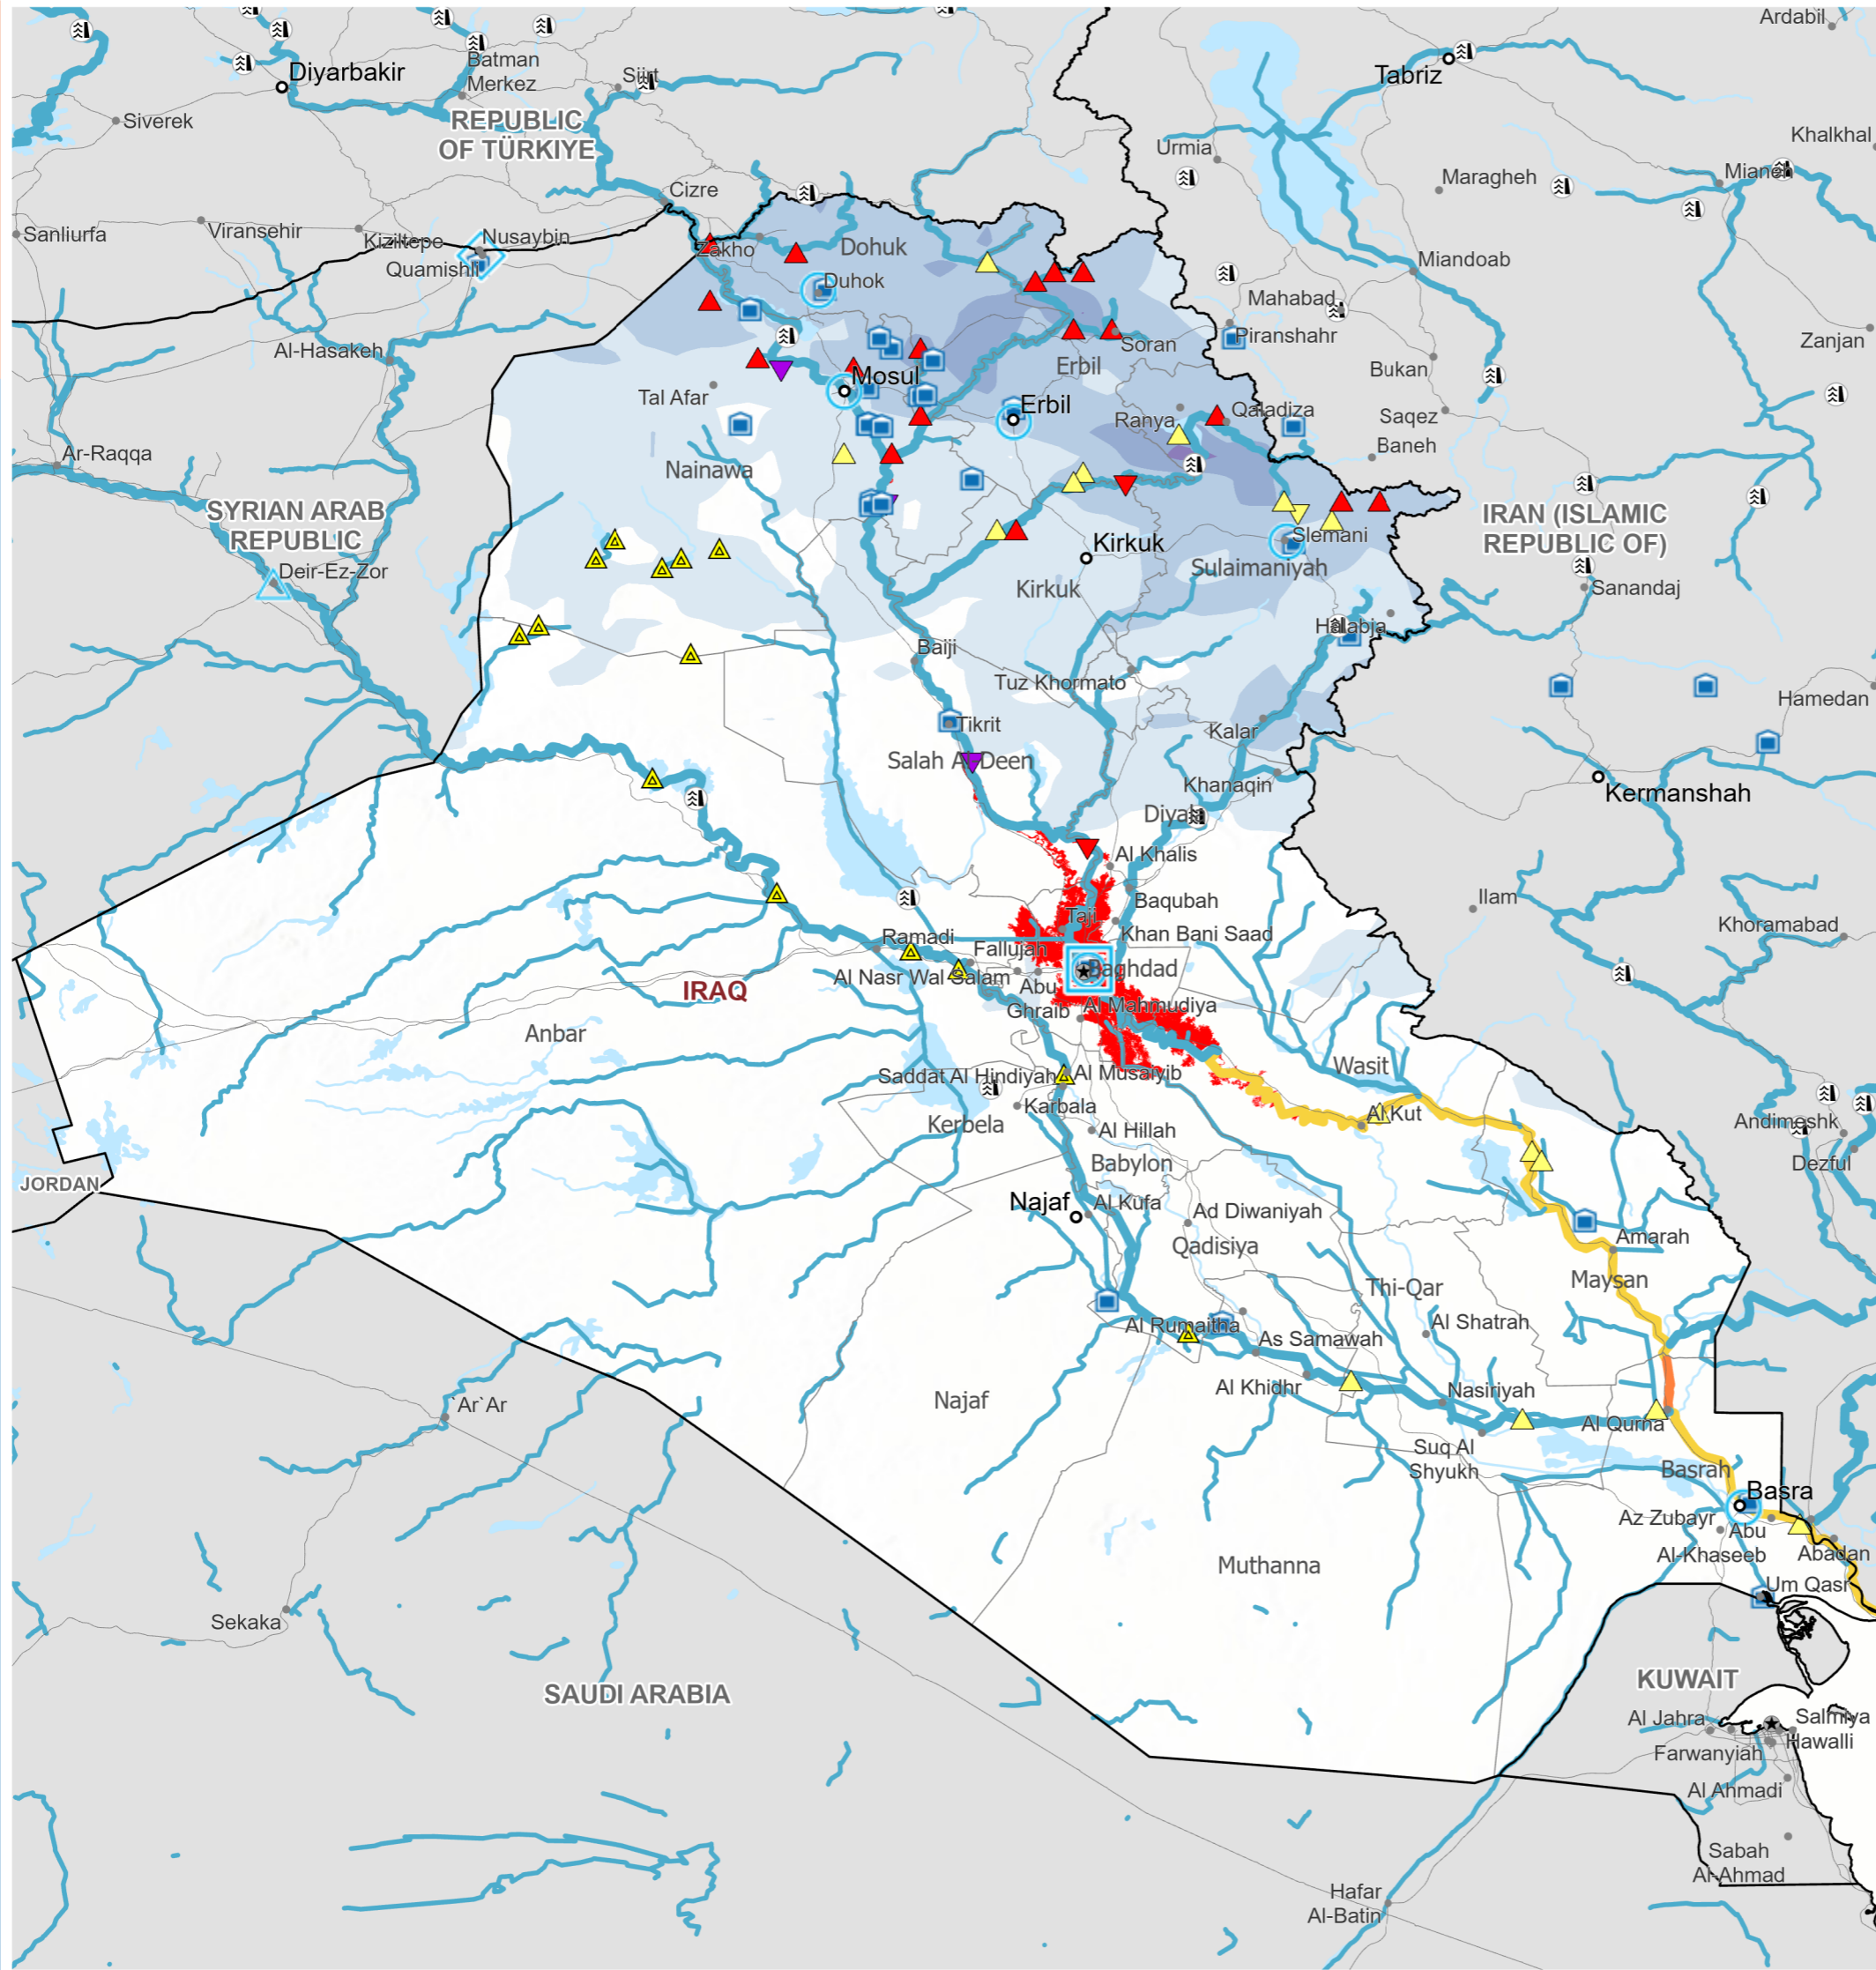 Ardabil
Diyarbakir
Batman
Merkez
Siirt
Tabriz
Siverek
REPUBLIC
OF TÜRKIYE
Khalkhal
Urmia
Cizre
Maragheh
Mianeh
Sanliurfa
Viransehir
Kiziltepe
Nusaybin
Quamishli
Zakho
Dohuk
Duhok
Miandoab
Mahabad
Piranshahr
Zanjan
Al-Hasakeh
Soran
Erbil
Bukan
Mosul
Tal Afar
Erbil
Ranya
Qaladiza
Saqez
Baneh
Ar-Raqqa
Nainawa
SYRIAN ARAB
REPUBLIC
IRAN (ISLAMIC
REPUBLIC OF)
Kirkuk
Slemani
Deir-Ez-Zor
Sulaimaniyah
Kirkuk
Sanandaj
Halabja
Baiji
Tuz Khormato
Hamedan
Tikrit
Kalar
Salah Al Deen
Khanaqin
Kermanshah
Diyala
Al Khalis
Baqubah
Ilam
Taji
Khoramabad
Ramadi
Khan Bani Saad
Fallujah
Baghdad
Al Nasr Wal Salam
Abu
Ghraib
IRAQ
Al Mahmudiya
Anbar
Wasit
Saddat Al Hindiyah
Al Musaiyib
Karbala
Al Kut
Kerbela
Al Hillah
Andimeshk
Babylon
Dezful
JORDAN
Najaf
Al Kufa
Ad Diwaniyah
Qadisiya
Amarah
Maysan
Thi-Qar
Al Rumaitha
Al Shatrah
As Samawah
Al Khidhr
Nasiriyah
Najaf
`Ar`Ar
Al Qurna
Suq Al
Shyukh
Basrah
Basra
Az Zubayr
Abu
Al-Khaseeb
Abadan
Muthanna
Um Qasr
Sekaka
KUWAIT
SAUDI ARABIA
Al Jahra
Salmiya
Hawalli
Farwanyiah
Al Ahmadi
Sabah
Al-Ahmad
Hafar
Al-Batin